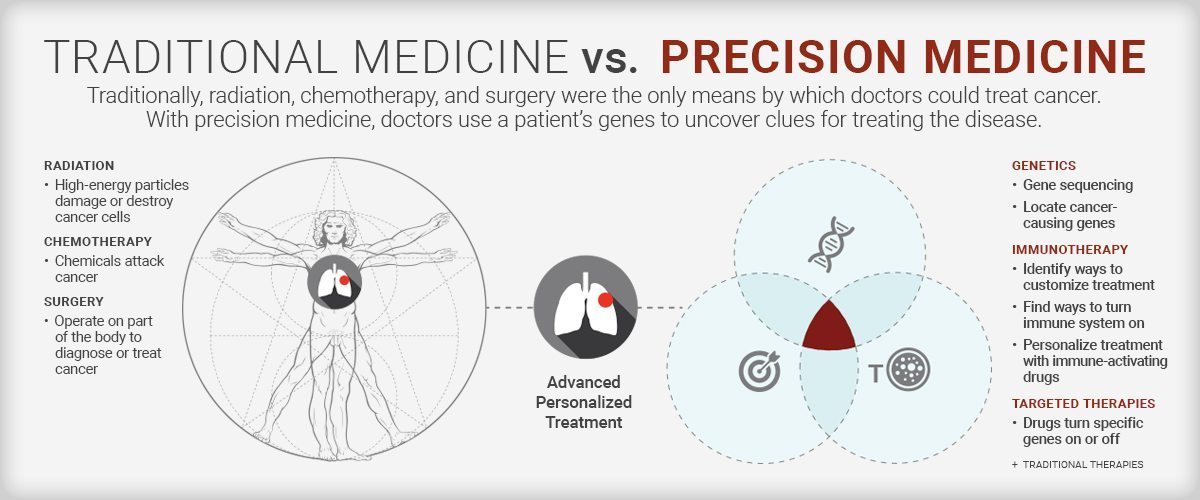 TRADITIONAL MEDICINE vs. PRECISION MEDICINE
Traditionally, radiation, chemotherapy, and surgery were the only means by which doctors could treat cancer.
With precision medicine, doctors use a patient's genes to uncover clues for treating the disease.
RADIATION
• High-energy particles
damage or destroy
cancer cells
CHEMOTHERAPY
• Chemicals attack
cancer
SURGERY
• Operate on part
of the body to
diagnose or treat
cancer
Advanced
Personalized
Treatment
T
GENETICS
• Gene sequencing
• Locate cancer-
causing genes
IMMUNOTHERAPY
• Identify ways to
customize treatment
• Find ways to turn
immune system on
• Personalize treatment
with immune-activating
drugs
TARGETED THERAPIES
• Drugs turn specific
genes on or off
+ TRADITIONAL THERAPIES